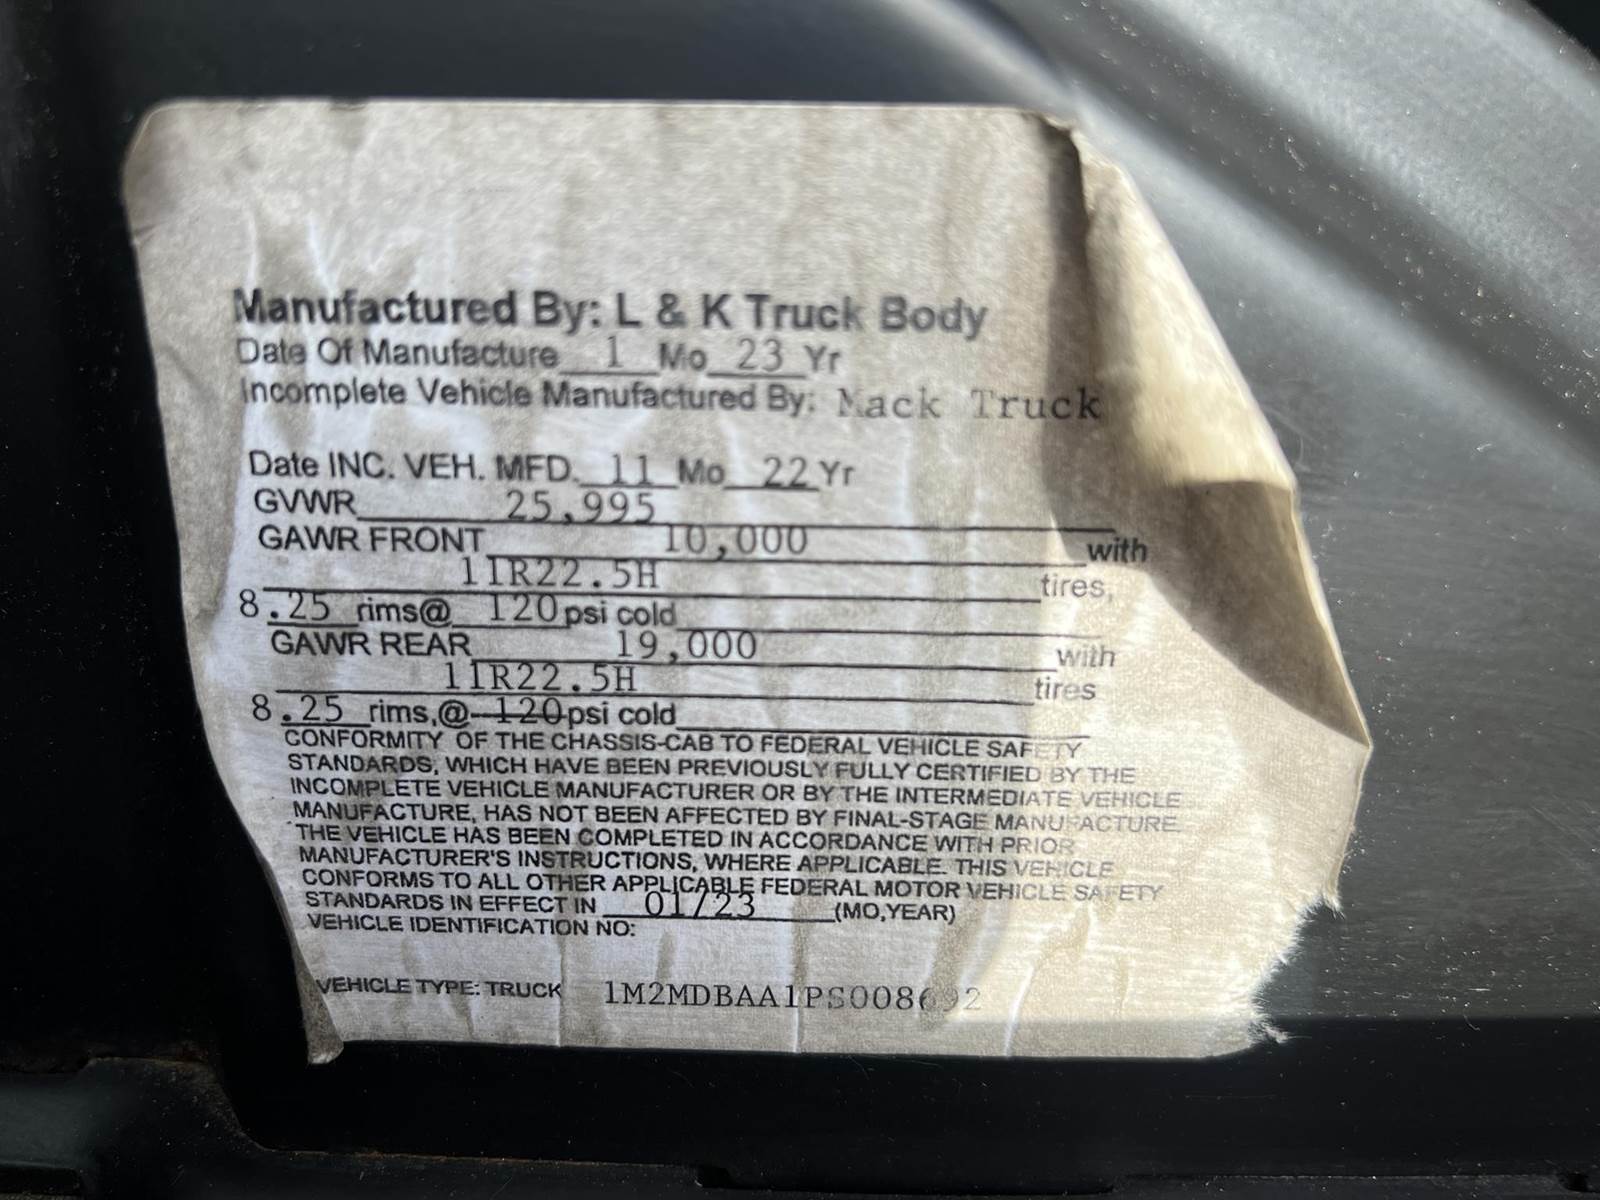 Manufactured By: L & K Truck Body
Date Of Manufacture 1 Mo 23 Yr
Incomplete Vehicle Manufactured By: Mack Truck
Date INC. VEH. MFD. 11 Mo 22 Yr
GVWR 25,995
GAWR FRONT 10,000 with
11R22.5H tires,
8.25 rims@ 120 psi cold
GAWR REAR 19,000 with
11R22.5H tires
8.25 rims,@ 120 psi cold
CONFORMITY OF THE CHASSIS-CAB TO FEDERAL VEHICLE SAFETY
STANDARDS, WHICH HAVE BEEN PREVIOUSLY FULLY CERTIFIED BY THE
INCOMPLETE VEHICLE MANUFACTURER OR BY THE INTERMEDIATE VEHICLE
MANUFACTURE, HAS NOT BEEN AFFECTED BY FINAL-STAGE MANUFACTURE.
THE VEHICLE HAS BEEN COMPLETED IN ACCORDANCE WITH PRIOR
MANUFACTURER'S INSTRUCTIONS, WHERE APPLICABLE. THIS VEHICLE
CONFORMS TO ALL OTHER APPLICABLE FEDERAL MOTOR VEHICLE SAFETY
STANDARDS IN EFFECT IN 01/23 (MO,YEAR)
VEHICLE IDENTIFICATION NO:
VEHICLE TYPE: TRUCK 1M2MDBAA1PS008692